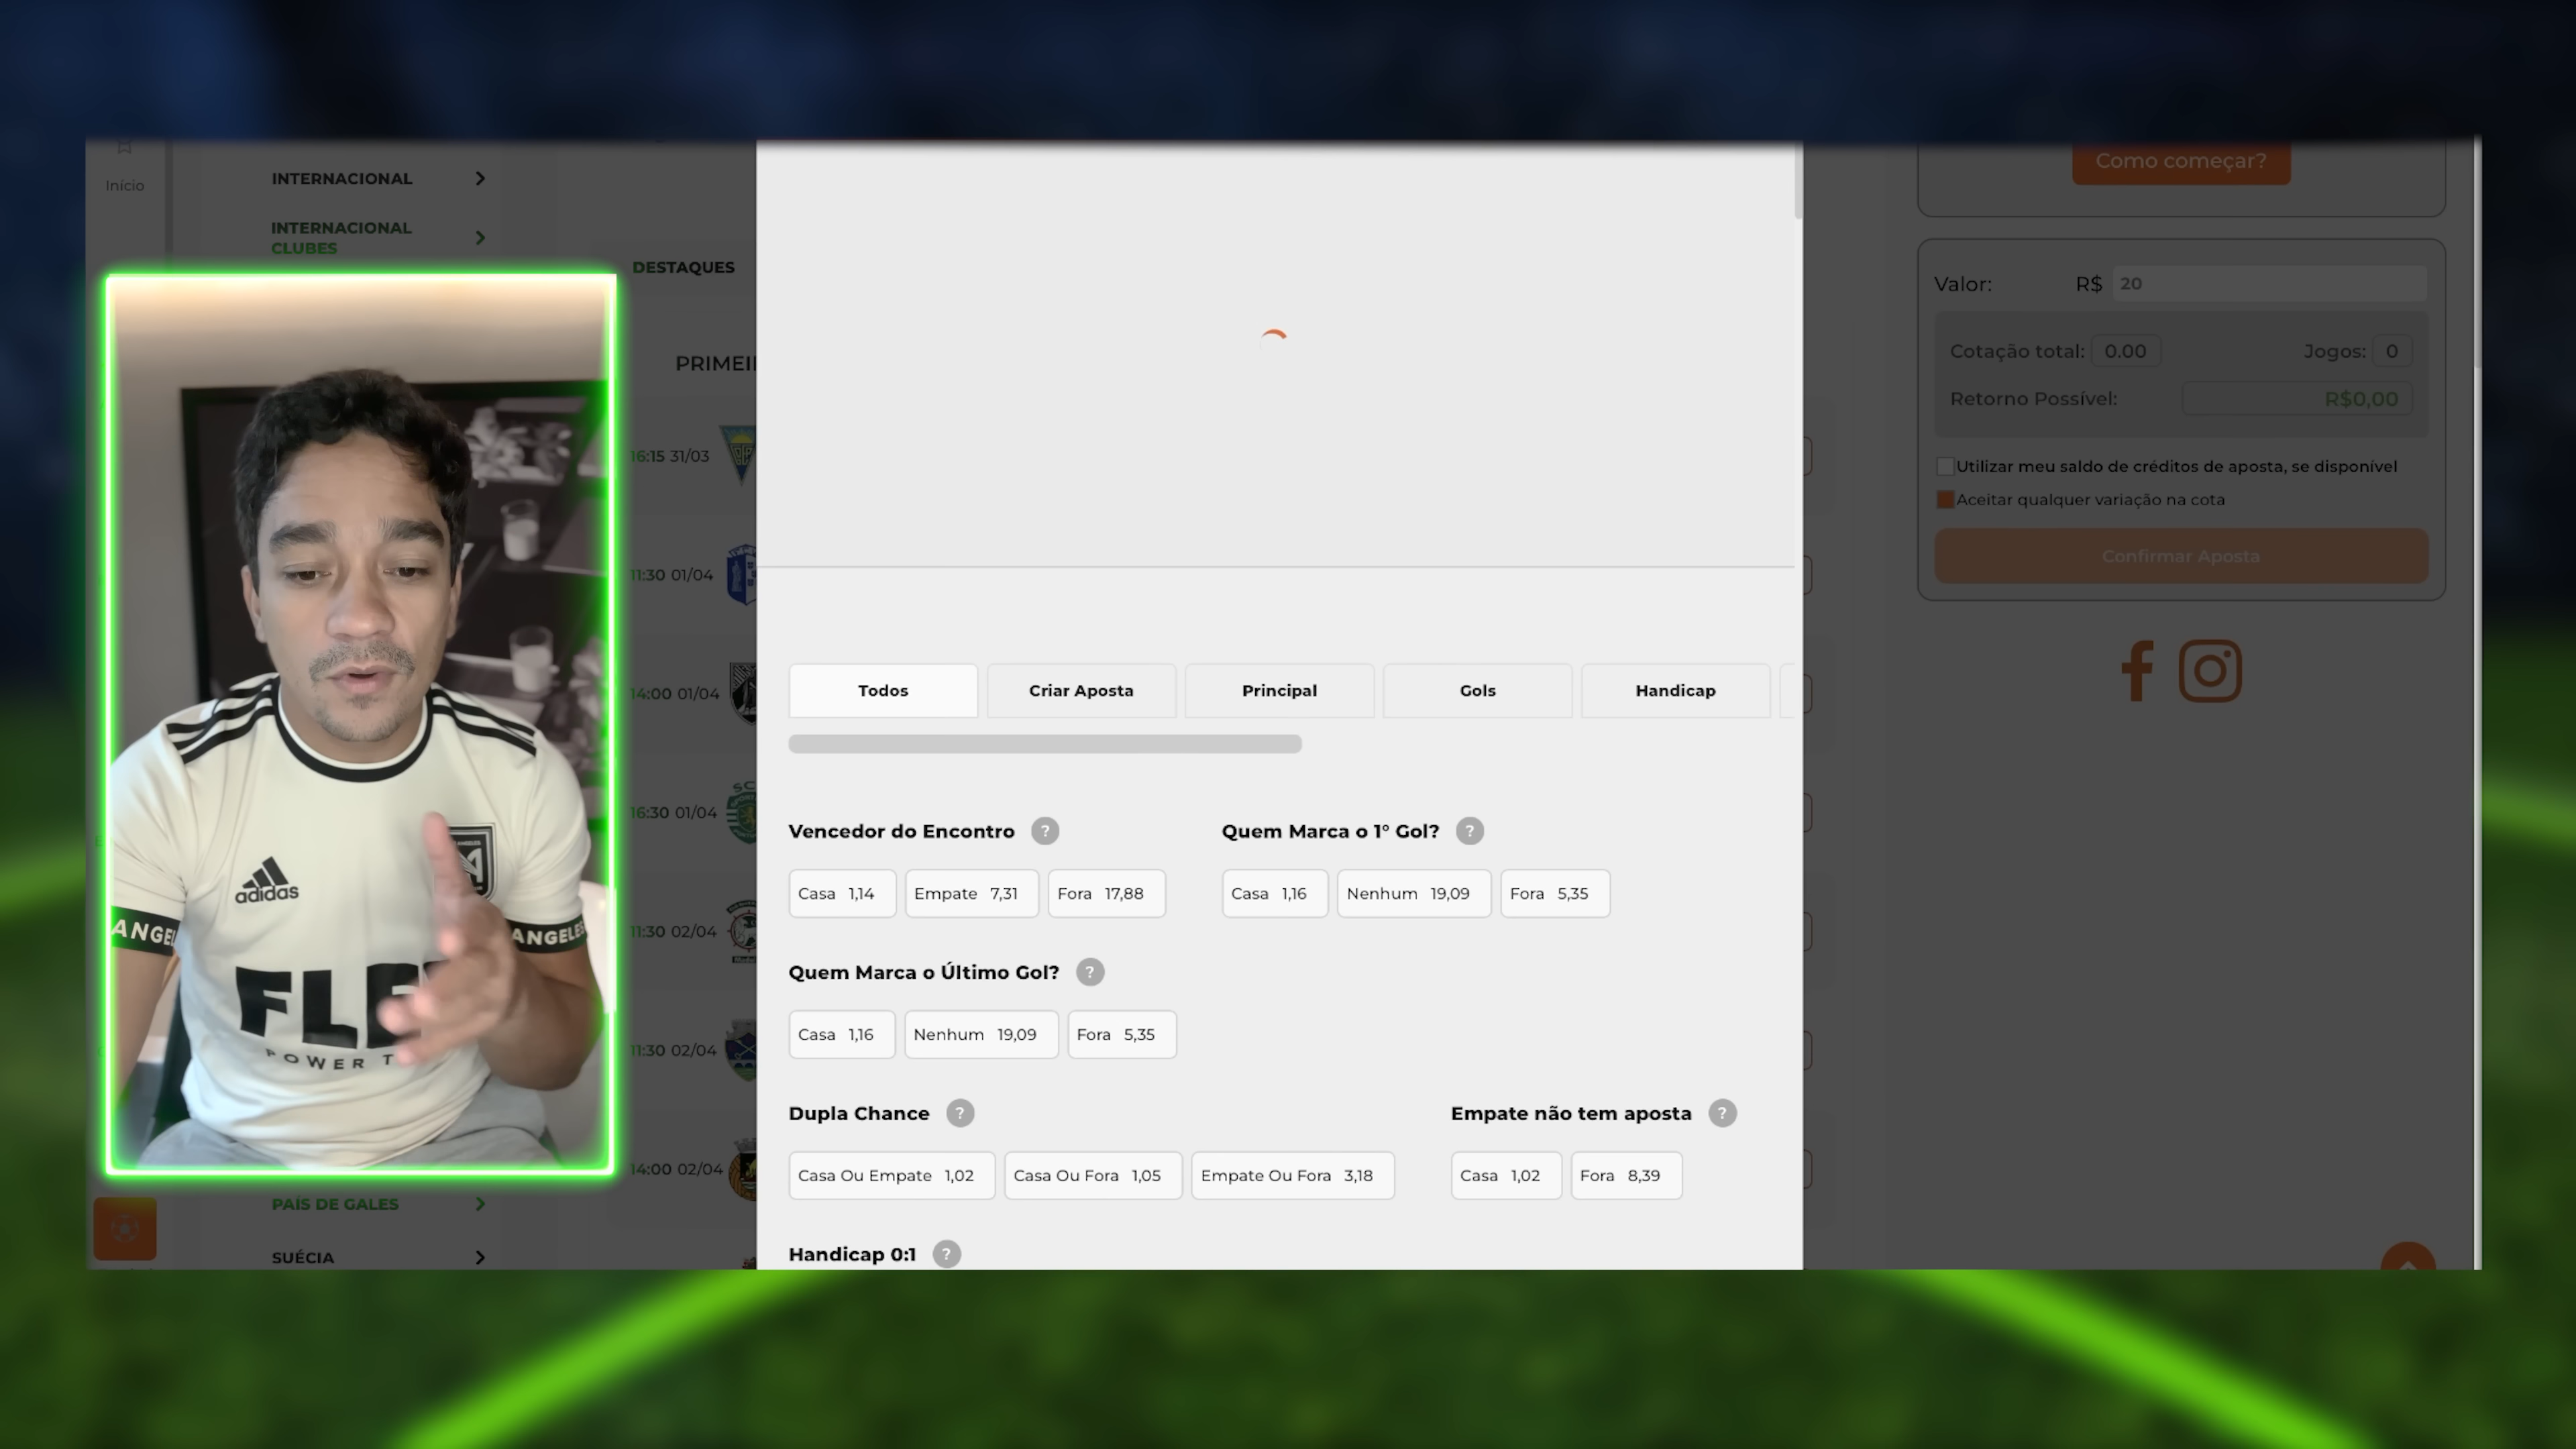 Início
INTERNACIONAL
INTERNACIONAL
CLUBES
DESTAQUES
16:15 31/03
11:30 01/04
14:00 01/04
16:30 01/04
11:30 02/04
11:30 02/04
14:00 02/04
PAÍS DE GALES
SUÉCIA
adidas
ANGELES
POWER
Todos
Criar Aposta
Principal
Gols
Handicap
Vencedor do Encontro ?
Casa 1,14
Empate 7,31
Fora 17,88
Quem Marca o 1° Gol? ?
Casa 1,16
Nenhum 19,09
Fora 5,35
Quem Marca o Último Gol? ?
Casa 1,16
Nenhum 19,09
Fora 5,35
Dupla Chance ?
Casa Ou Empate 1,02
Casa Ou Fora 1,05
Empate Ou Fora 3,18
Empate não tem aposta ?
Casa 1,02
Fora 8,39
Handicap 0:1 ?
Como começar?
Valor: R$ 20
Cotação total: 0.00
Jogos: 0
Retorno Possível: R$0,00
Utilizar meu saldo de créditos de aposta, se disponível
Aceitar qualquer variação na cota
Confirmar Aposta